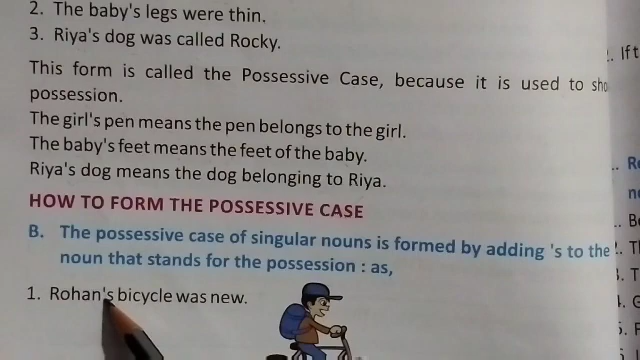 2. The baby's legs were thin.
3. Riya's dog was called Rocky.
This form is called the Possessive Case, because it is used to sho
possession.
The girl's pen means the pen belongs to the girl.
The baby's feet means the feet of the baby.
Riya's dog means the dog belonging to Riya.
HOW TO FORM THE POSSESSIVE CASE
B. The possessive case of singular nouns is formed by adding 's to the
noun that stands for the possession : as,
1. Rohan's bicycle was new.
If t